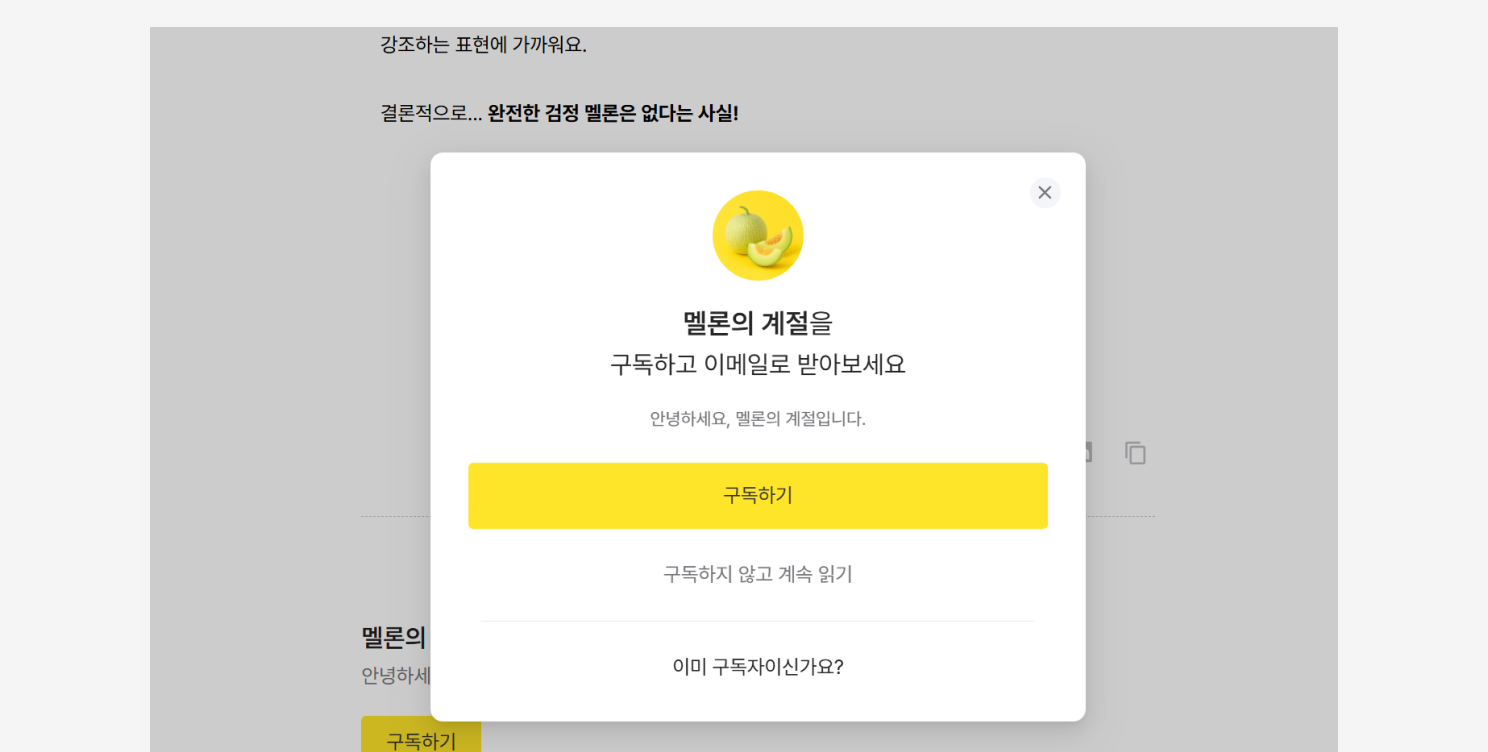 강조하는 표현에 가까워요.
결론적으로... 완전한 검정 멜론은 없다는 사실!
멜론의 계절을
구독하고 이메일로 받아보세요
안녕하세요, 멜론의 계절입니다.
구독하기
구독하지 않고 계속 읽기
이미 구독자이신가요?
멜론의
안녕하세
구독하기